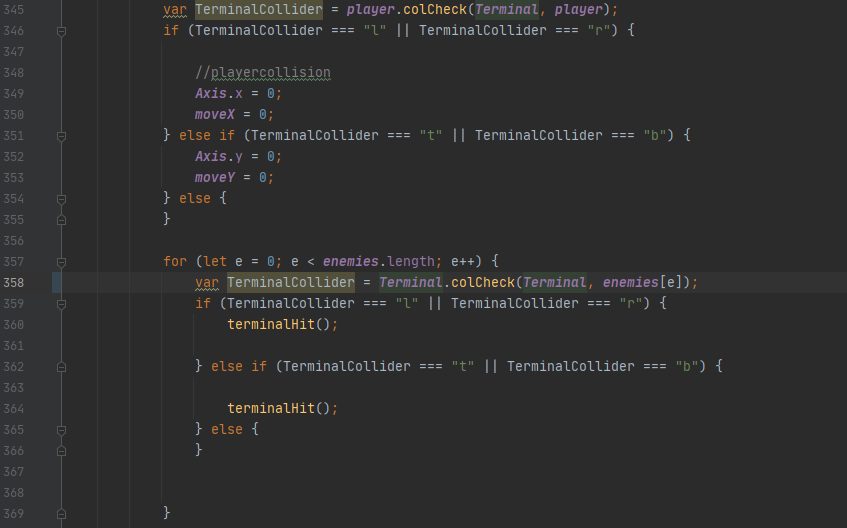 345 var TerminalCollider = player.colCheck(Terminal, player);
346 if (TerminalCollider === "l" || TerminalCollider === "r") {
347
348 //playercollision
349 Axis.x = 0;
350 moveX = 0;
351 } else if (TerminalCollider === "t" || TerminalCollider === "b") {
352 Axis.y = 0;
353 moveY = 0;
354 } else {
355 }
356
357 for (let e = 0; e < enemies.length; e++) {
358 var TerminalCollider = Terminal.colCheck(Terminal, enemies[e]);
359 if (TerminalCollider === "l" || TerminalCollider === "r") {
360 terminalHit();
361
362 } else if (TerminalCollider === "t" || TerminalCollider === "b") {
363
364 terminalHit();
365 } else {
366 }
367
368
369 }